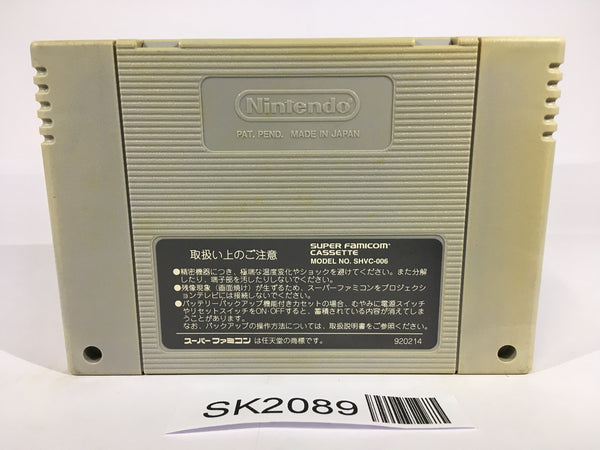 Nintendo
PAT. PEND. MADE IN JAPAN
取扱い上のご注意
SUPER FAMICOM
CASSETTE
MODEL NO. SHVC-006
●精密機器につき、極端な温度変化やショックを避けてください。また分解
したり、端子部を汚したりしないでください。
●残像現象(画面焼け)が生ずるため、スーパーファミコンをプロジェクシ
ョンテレビには接続しないでください。
●バッテリーバックアップ機能付きカセットの場合、むやみに電源スイッチ
やリセットスイッチをON・OFFすると、蓄積されている内容が消えてしま
うことがあります。
なお、バックアップの操作方法については、取扱説明書をご参照ください。
スーパーファミコン は任天堂の商標です。
920214
SK2089